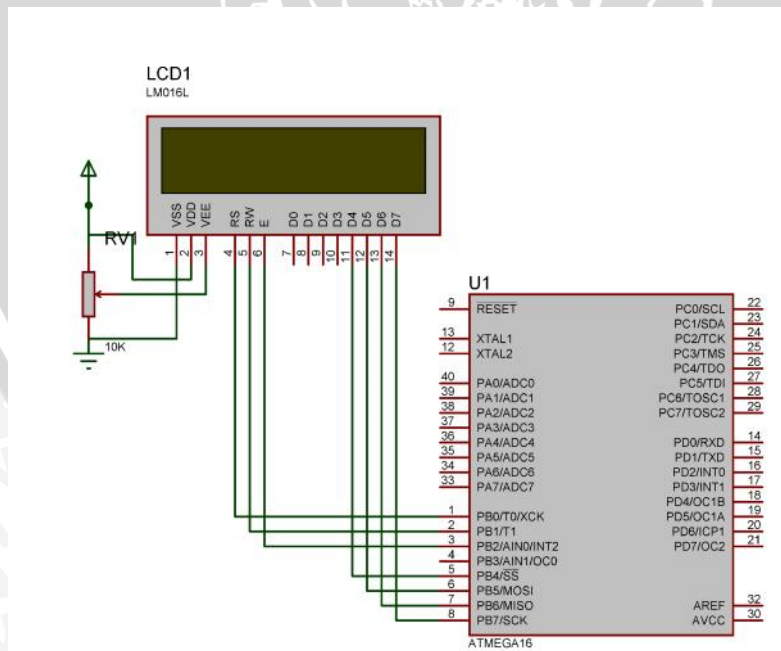 LCD1
LM016L
VSS
VDD
VEE
RS
RW
E
D0
D1
D2
D3
D4
D5
D6
D7
1
2
3
4
5
6
7
8
9
10
11
12
13
14
RV1
10K
U1
9 RESET
13 XTAL1
12 XTAL2
40 PA0/ADC0
39 PA1/ADC1
38 PA2/ADC2
37 PA3/ADC3
36 PA4/ADC4
35 PA5/ADC5
34 PA6/ADC6
33 PA7/ADC7
1 PB0/T0/XCK
2 PB1/T1
3 PB2/AIN0/INT2
4 PB3/AIN1/OC0
5 PB4/SS
6 PB5/MOSI
7 PB6/MISO
8 PB7/SCK
PC0/SCL 22
PC1/SDA 23
PC2/TCK 24
PC3/TMS 25
PC4/TDO 26
PC5/TDI 27
PC6/TOSC1 28
PC7/TOSC2 29
PD0/RXD 14
PD1/TXD 15
PD2/INT0 16
PD3/INT1 17
PD4/OC1B 18
PD5/OC1A 19
PD6/ICP1 20
PD7/OC2 21
AREF 32
AVCC 30
ATMEGA16